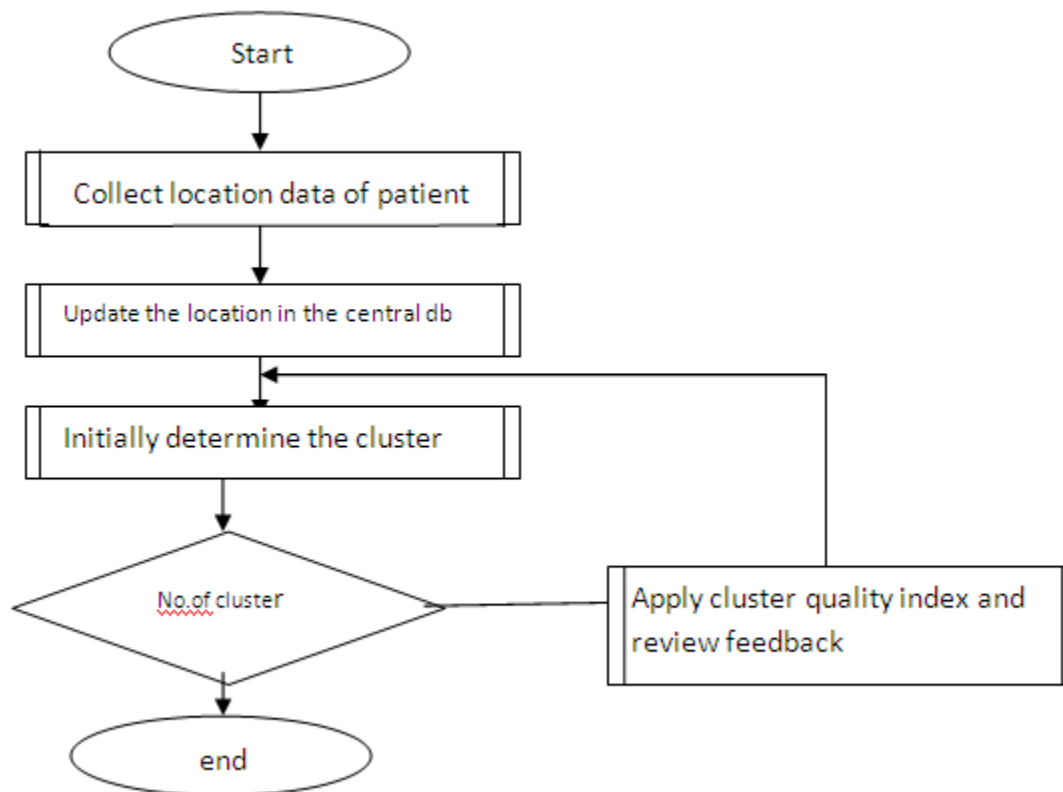 Start
Collect location data of patient
Update the location in the central db
Initially determine the cluster
No.of cluster
Apply cluster quality index and
review feedback
end